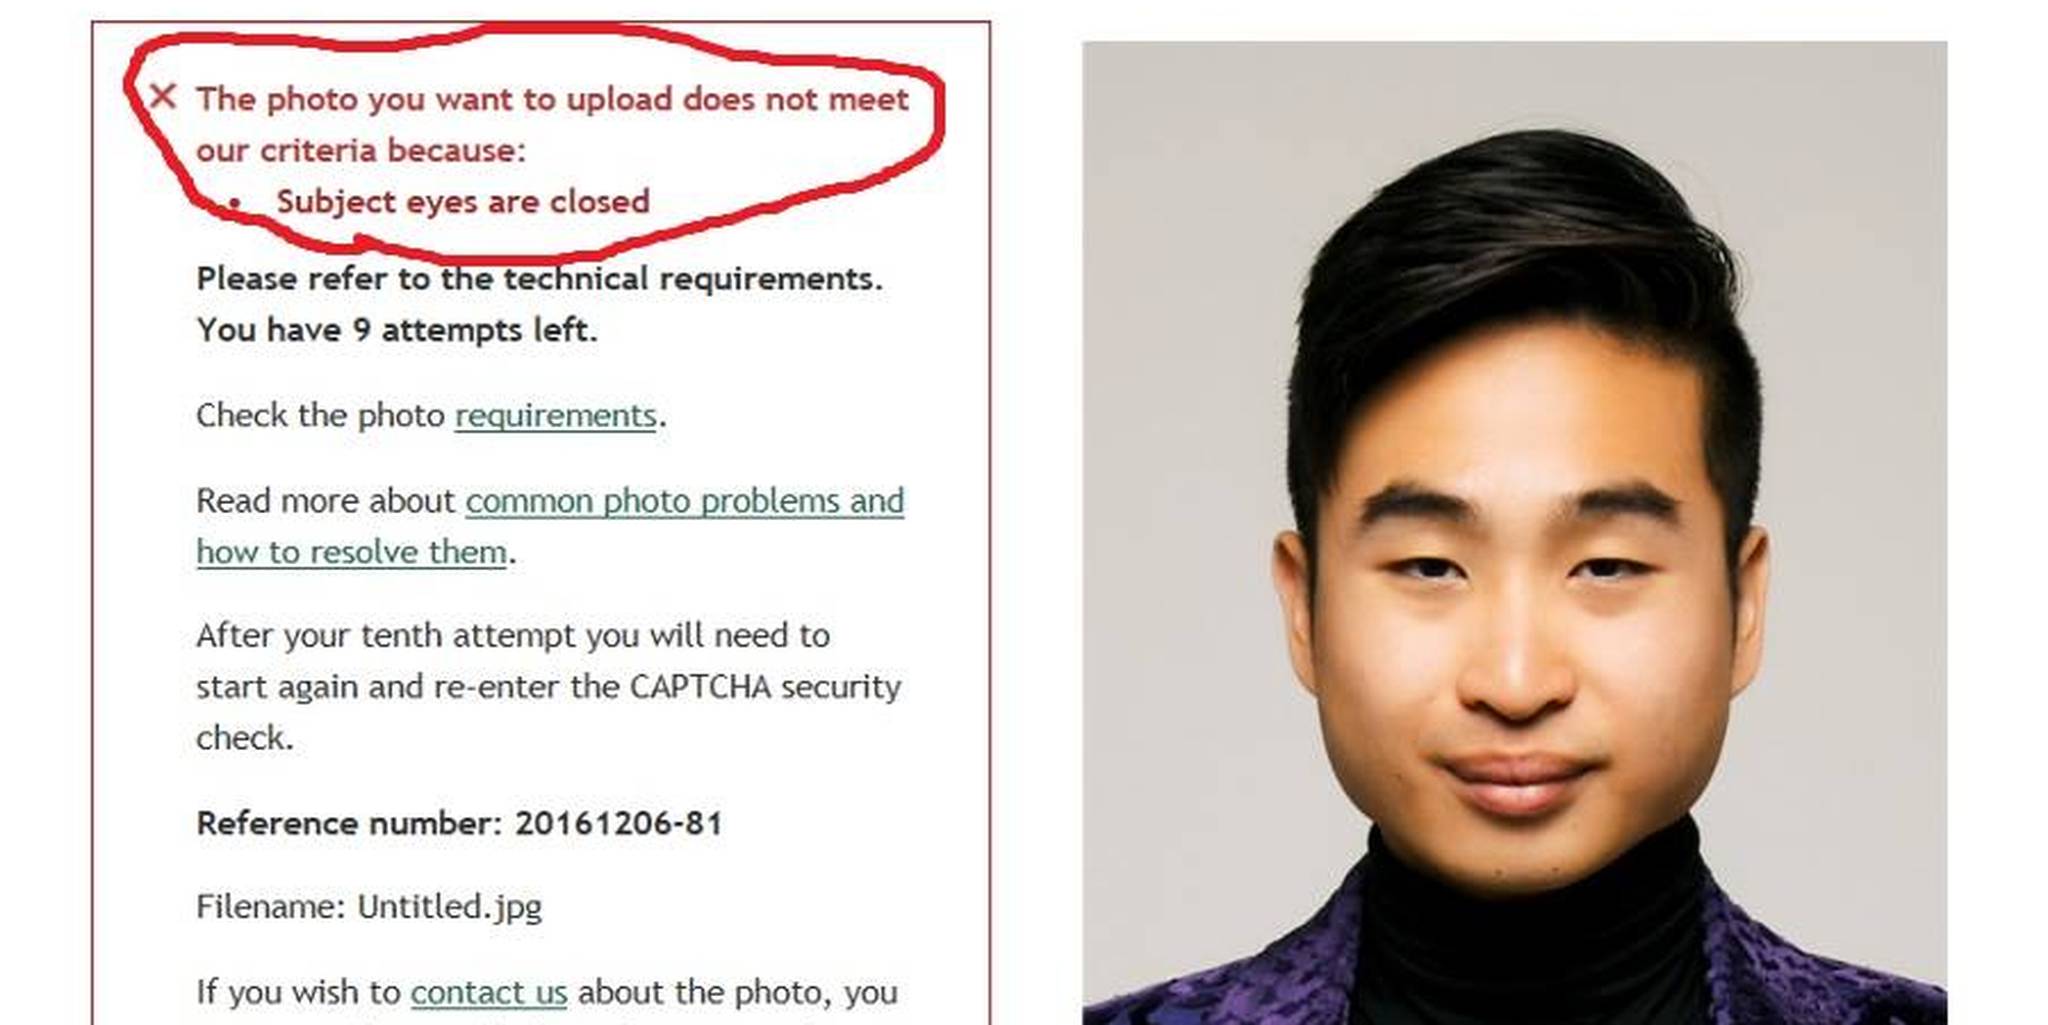 The photo you want to upload does not meet
our criteria because:
• Subject eyes are closed
Please refer to the technical requirements.
You have 9 attempts left.
Check the photo requirements.
Read more about common photo problems and
how to resolve them.
After your tenth attempt you will need to
start again and re-enter the CAPTCHA security
check.
Reference number: 20161206-81
Filename: Untitled.jpg
If you wish to contact us about the photo, you